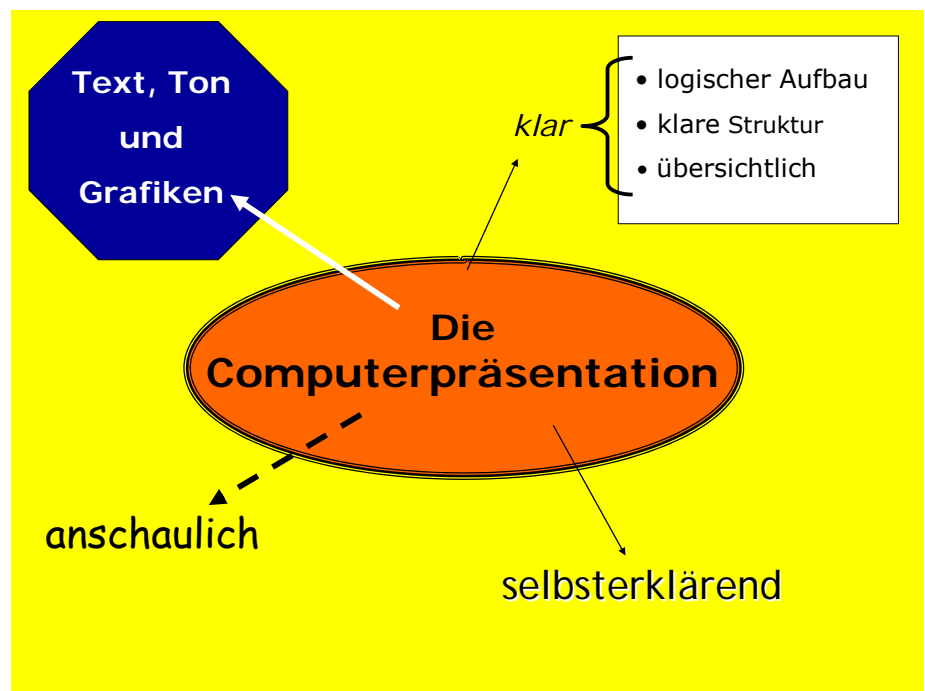 Text, Ton
und
Grafiken
klar
• logischer Aufbau
• klare Struktur
• übersichtlich
Die
Computerpräsentation
anschaulich
selbsterklärend